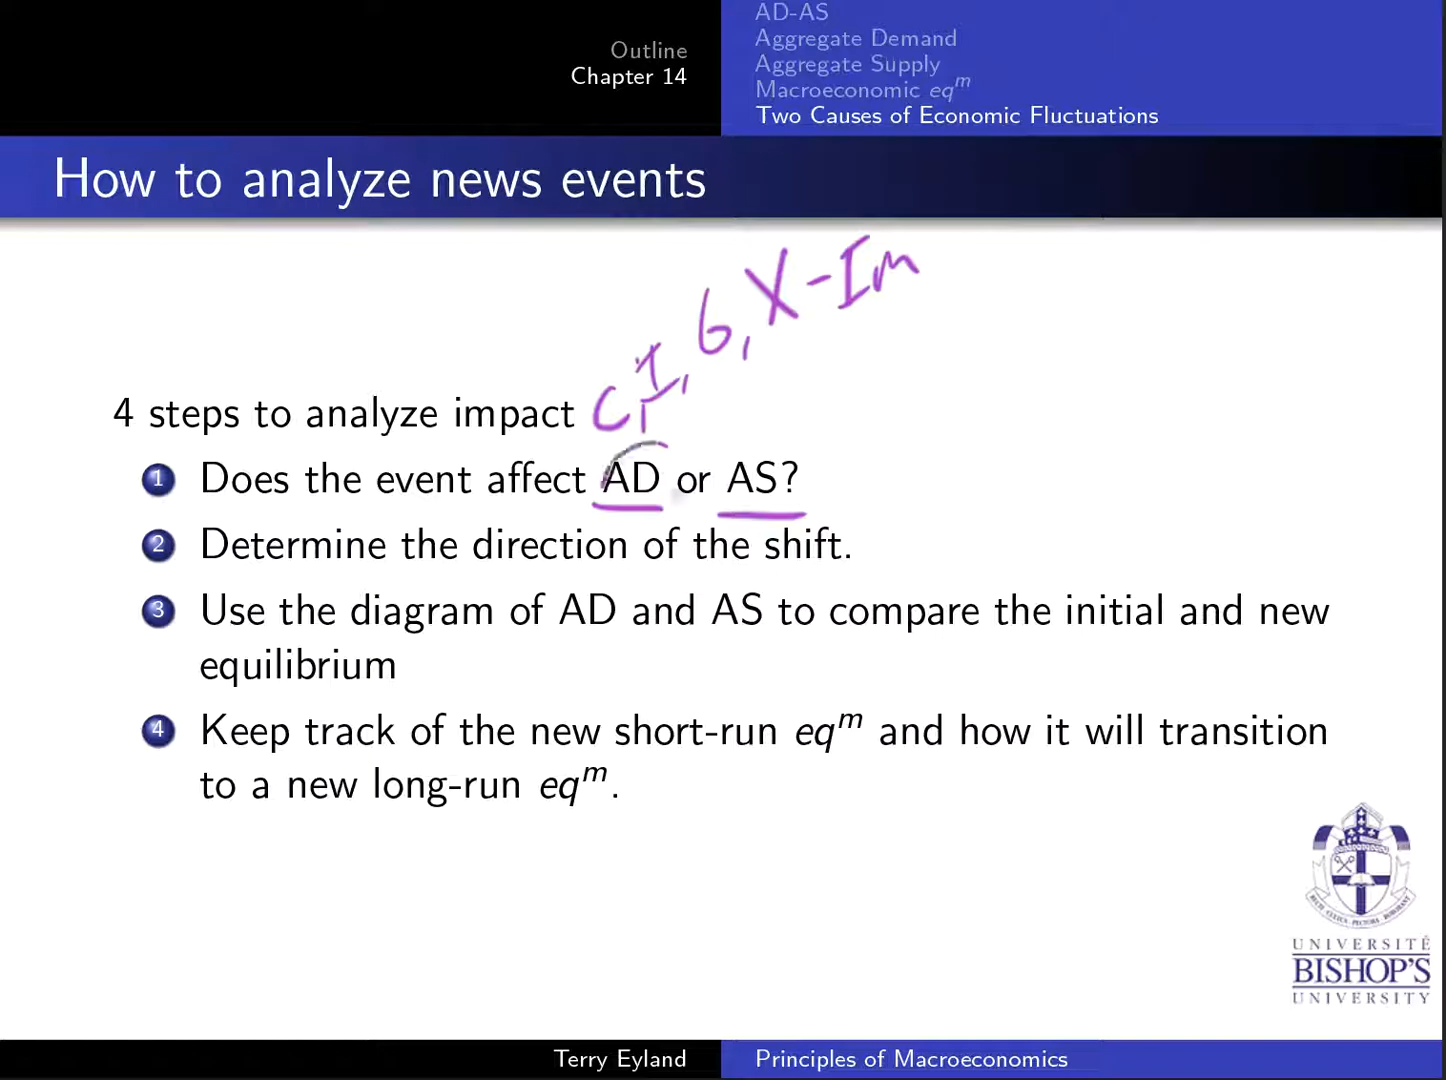 Outline
Chapter 14
AD-AS
Aggregate Demand
Aggregate Supply
Macroeconomic eq^m
Two Causes of Economic Fluctuations
How to analyze news events
C, I, G, X-Im
4 steps to analyze impact
1 Does the event affect AD or AS?
2 Determine the direction of the shift.
3 Use the diagram of AD and AS to compare the initial and new
equilibrium
4 Keep track of the new short-run eq^m and how it will transition
to a new long-run eq^m.
UNIVERSITÉ
BISHOP'S
UNIVERSITY
Terry Eyland
Principles of Macroeconomics